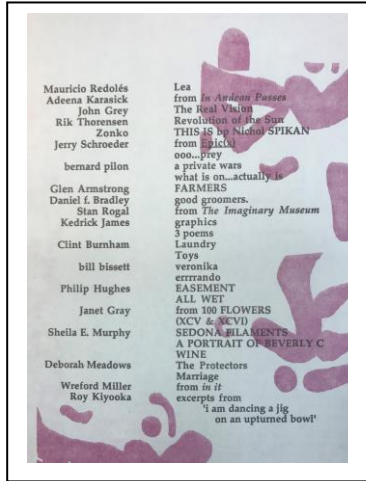 Mauricio Redolés Lea
Adeena Karasick from In Andean Passes
John Grey The Real Vision
Rik Thorensen Revolution of the Sun
Zonko THIS IS bp Nichol SPIKAN
Jerry Schroeder from Epic(x)
ooo...prey
bernard pilon a private wars
what is on...actually is
Glen Armstrong FARMERS
Daniel f. Bradley good groomers.
Stan Rogal from The Imaginary Museum
Kedrick James graphics
3 poems
Clint Burnham Laundry
Toys
bill bissett veronika
errrrando
Philip Hughes EASEMENT
ALL WET
Janet Gray from 100 FLOWERS
(XCV & XCVI)
Sheila E. Murphy SEDONA FILAMENTS
A PORTRAIT OF BEVERLY C
WINE
Deborah Meadows The Protectors
Marriage
Wreford Miller from in it
Roy Kiyooka excerpts from
'i am dancing a jig
on an upturned bowl'